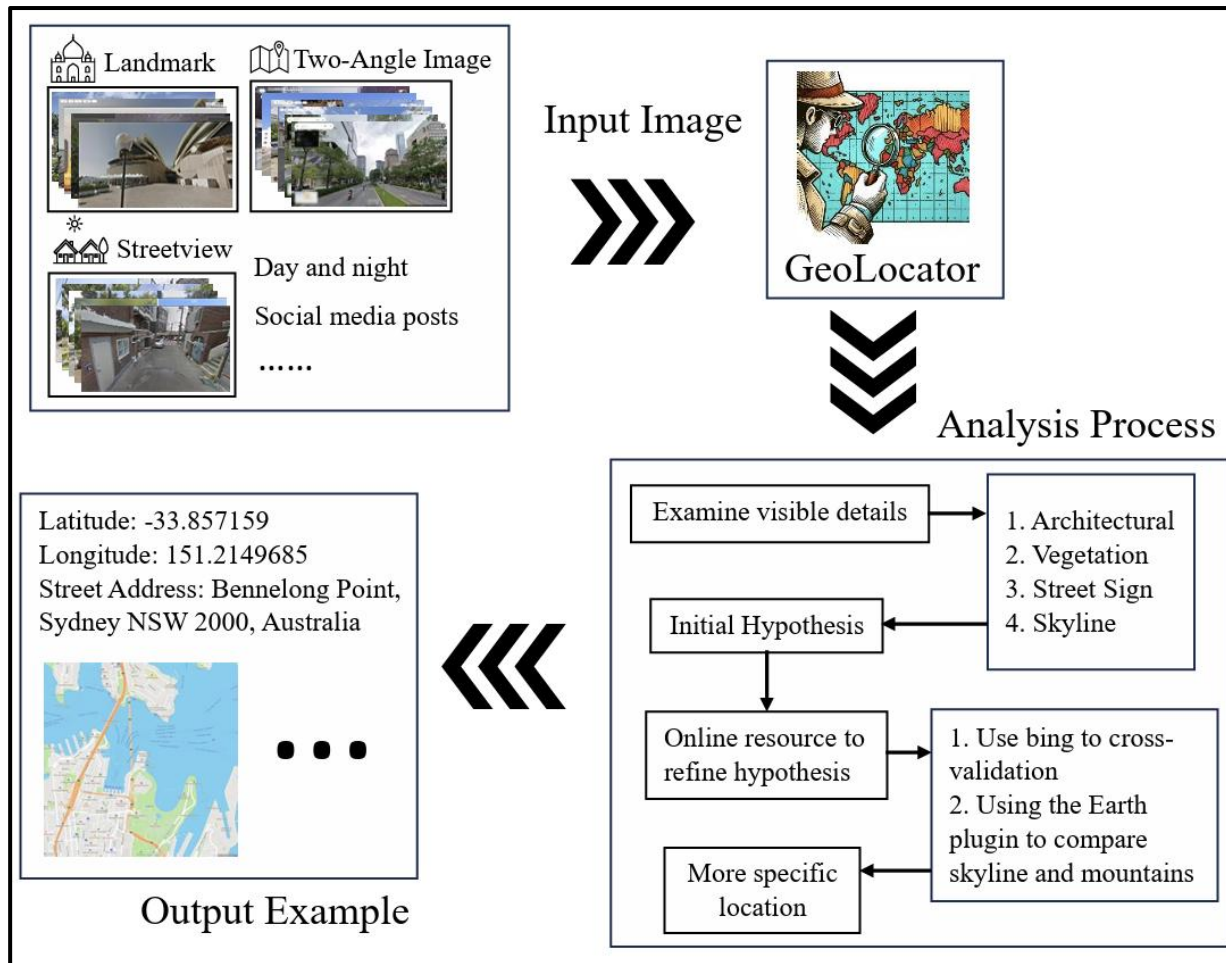 Landmark
Two-Angle Image
Streetview
Day and night
Social media posts
......
Input Image
GeoLocator
Analysis Process
Examine visible details
1. Architectural
2. Vegetation
3. Street Sign
4. Skyline
Initial Hypothesis
Online resource to
refine hypothesis
1. Use bing to cross-
validation
2. Using the Earth
plugin to compare
skyline and mountains
More specific
location
Latitude: -33.857159
Longitude: 151.2149685
Street Address: Bennelong Point,
Sydney NSW 2000, Australia
...
Output Example